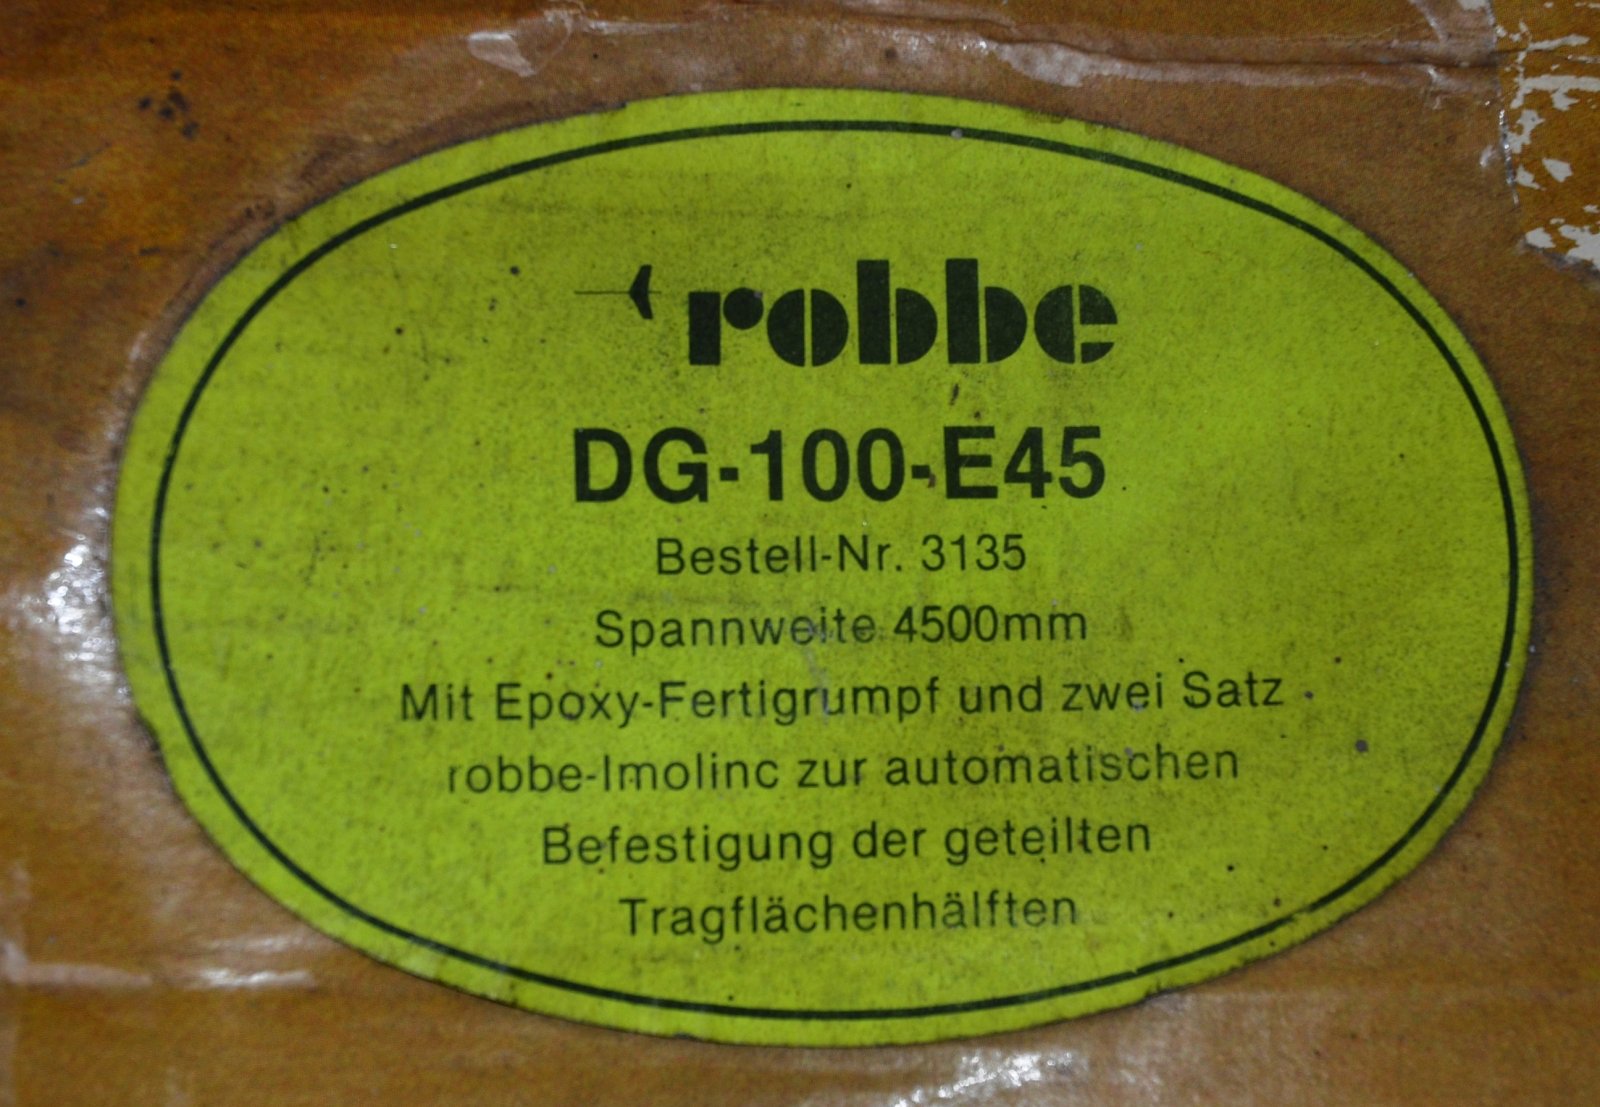 robbe
DG-100-E45
Bestell-Nr. 3135
Spannweite 4500mm
Mit Epoxy-Fertigrumpf und zwei Satz
robbe-Imolinc zur automatischen
Befestigung der geteilten
Tragflächenhälften